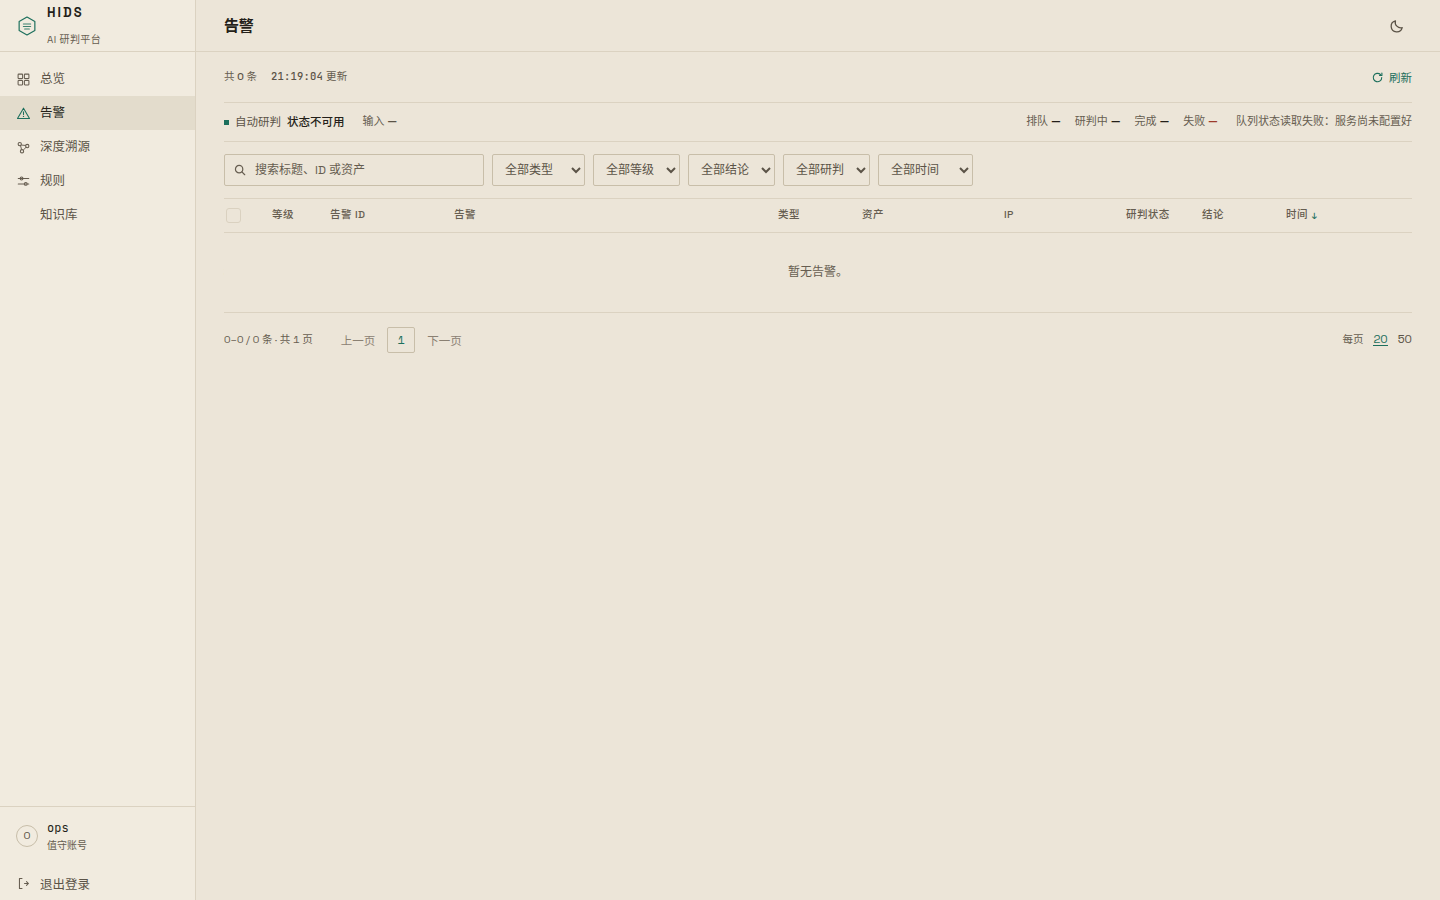 HIDS
AI 研判平台
总览
告警
深度溯源
规则
知识库
ops
O
值守账号
退出登录
告警
共 0 条 21:19:04 更新
刷新
自动研判 状态不可用 输入 —
排队 — 研判中 — 完成 — 失败 — 队列状态读取失败：服务尚未配置好
搜索标题、ID 或资产 全部类型 全部等级 全部结论 全部研判 全部时间
等级 告警 ID 告警 类型 资产 IP 研判状态 结论 时间 ↓
暂无告警。
0–0 / 0 条 · 共 1 页 上一页 1 下一页
每页 20 50